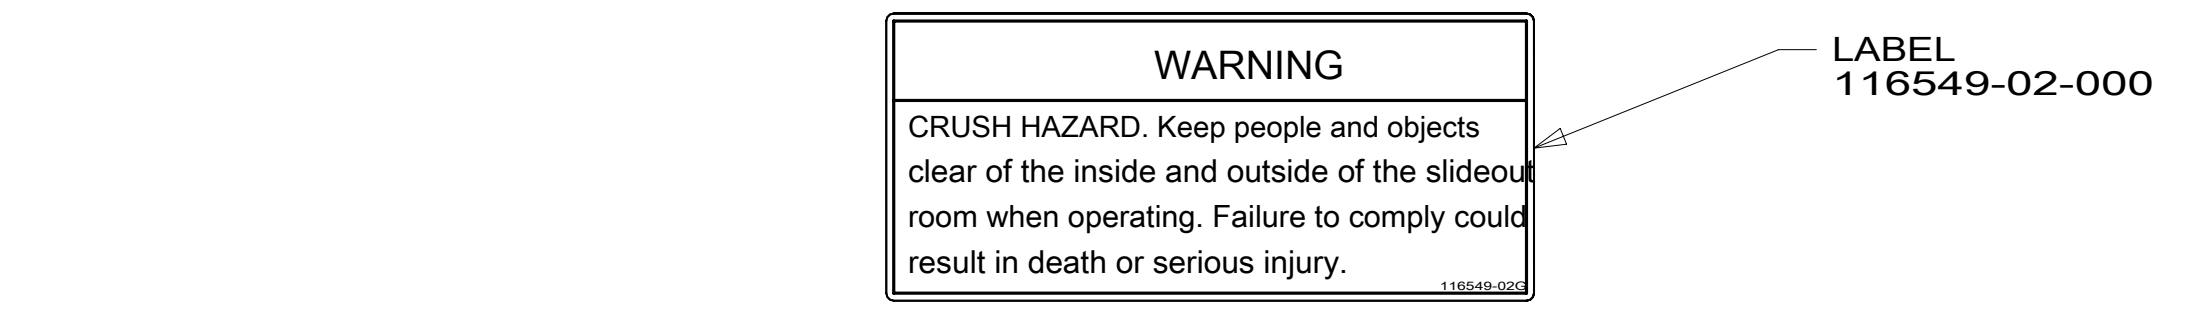 WARNING
CRUSH HAZARD. Keep people and objects
clear of the inside and outside of the slideout
room when operating. Failure to comply could
result in death or serious injury.
116549-02G
LABEL
116549-02-000